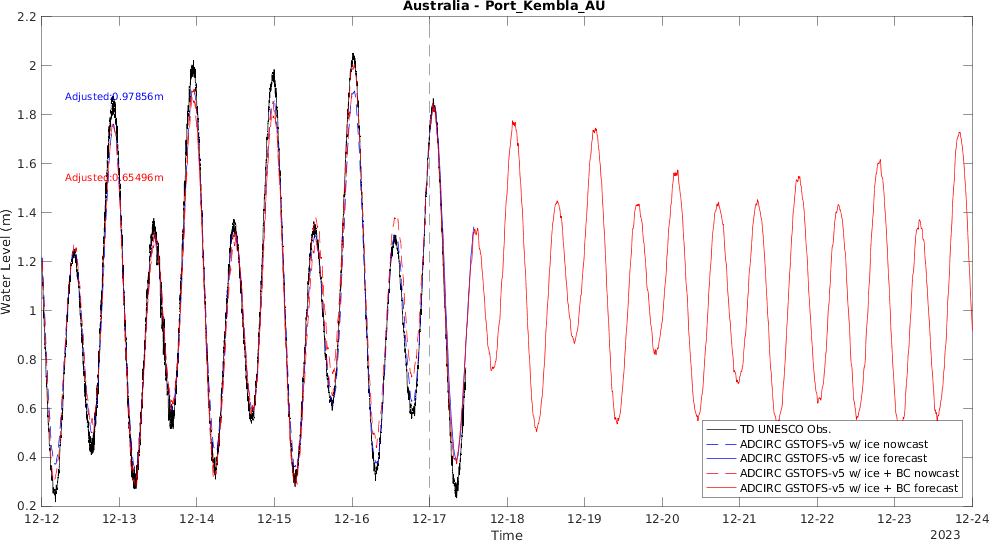 Australia - Port_Kembla_AU
2.2
2
1.8
1.6
1.4
1.2
1
0.8
0.6
0.4
0.2
Water Level (m)
Adjusted:0.97856m
Adjusted:0.65496m
TD UNESCO Obs.
ADCIRC GSTOFS-v5 w/ ice nowcast
ADCIRC GSTOFS-v5 w/ ice forecast
ADCIRC GSTOFS-v5 w/ ice + BC nowcast
ADCIRC GSTOFS-v5 w/ ice + BC forecast
12-12 12-13 12-14 12-15 12-16 12-17 12-18 12-19 12-20 12-21 12-22 12-23 12-24
Time
2023